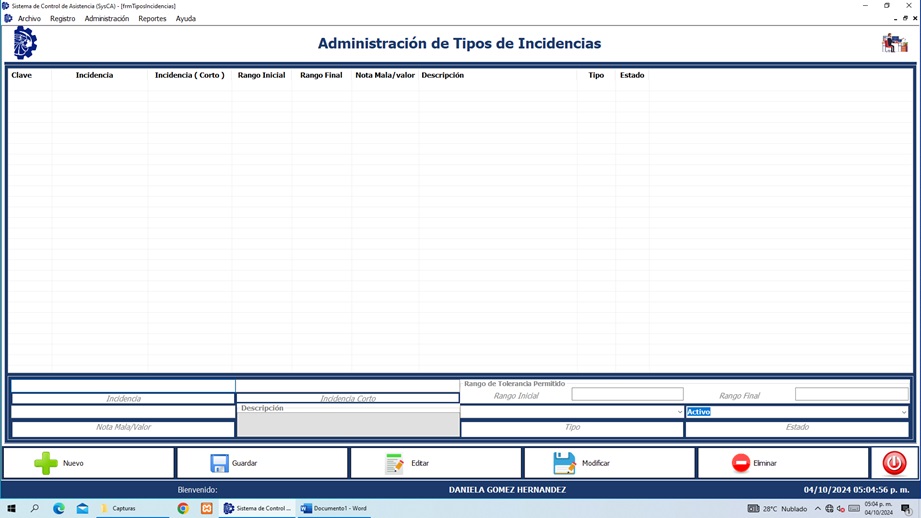 Sistema de Control de Asistencia (SysCA) - [frmTiposIncidencias]
Archivo Registro Administración Reportes Ayuda
Administración de Tipos de Incidencias
Clave Incidencia Incidencia ( Corto ) Rango Inicial Rango Final Nota Mala/valor Descripción Tipo Estado
Rango de Tolerancia Permitido
Incidencia Incidencia Corto Rango Inicial Rango Final
Descripción Activo
Nota Mala/Valor Tipo Estado
Nuevo Guardar Editar Modificar Eliminar
Bienvenido: DANIELA GOMEZ HERNANDEZ 04/10/2024 05:04:56 p. m.
Capturas Sistema de Control ... Documento1 - Word 28°C Nublado 05:04 p. m.
04/10/2024